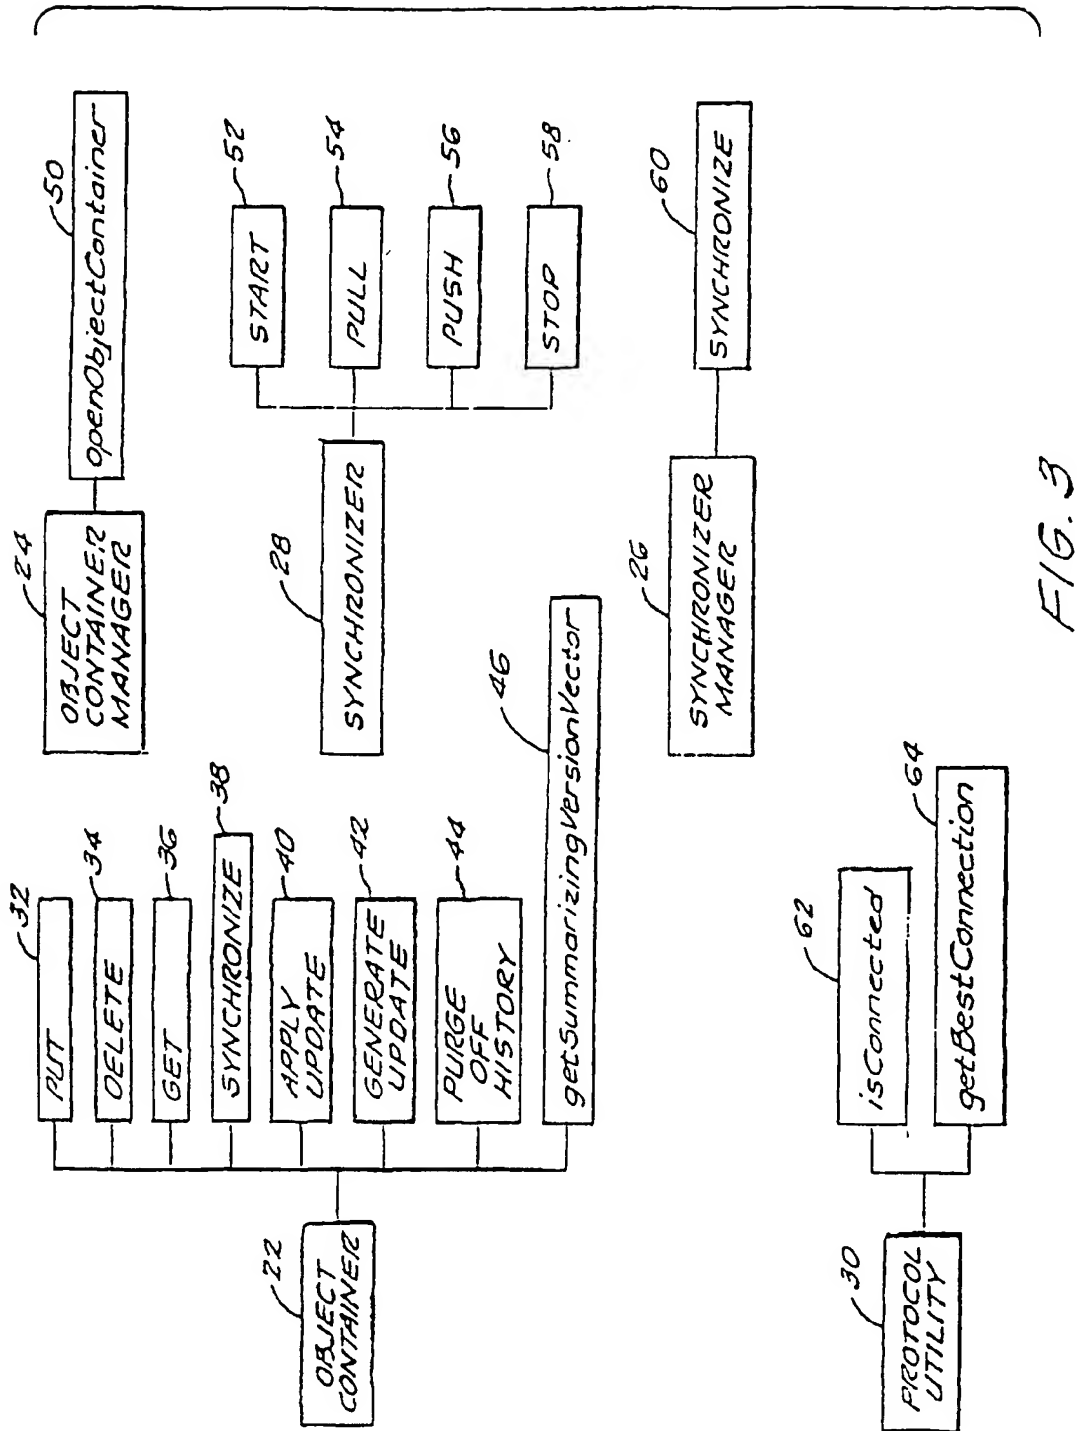 22
OBJECT
CONTAINER
PUT
32
DELETE
34
GET
36
SYNCHRONIZE
38
APPLY
UPDATE
40
GENERATE
UPDATE
42
PURGE
OFF
HISTORY
44
getSummarizingVersionVector
46
24
OBJECT
CONTAINER
MANAGER
openObjectContainer
50
28
SYNCHRONIZER
START
52
PULL
54
PUSH
56
STOP
58
26
SYNCHRONIZER
MANAGER
SYNCHRONIZE
60
30
PROTOCOL
UTILITY
isConnected
62
getBestConnection
64
FIG. 3